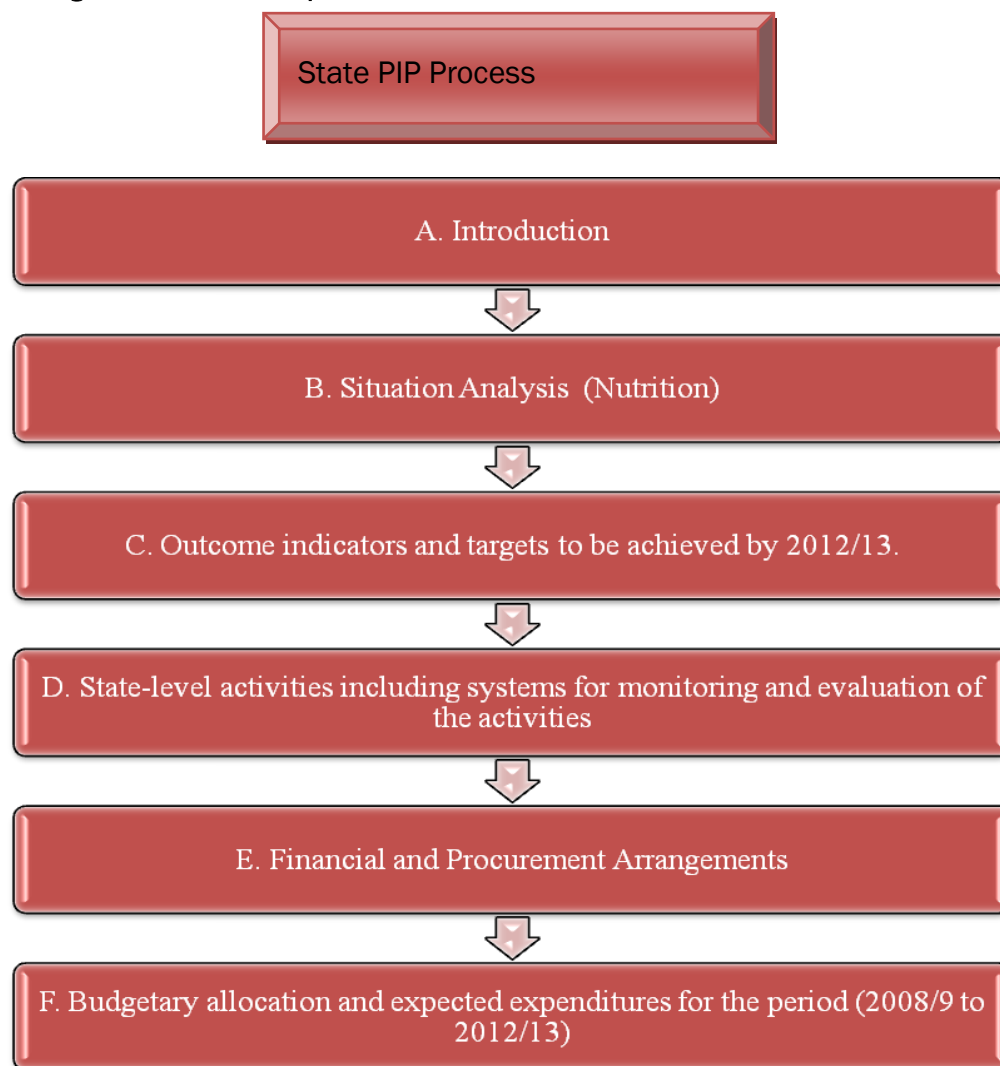 State PIP Process
A. Introduction
B. Situation Analysis (Nutrition)
C. Outcome indicators and targets to be achieved by 2012/13.
D. State-level activities including systems for monitoring and evaluation of
the activities
E. Financial and Procurement Arrangements
F. Budgetary allocation and expected expenditures for the period (2008/9 to
2012/13)